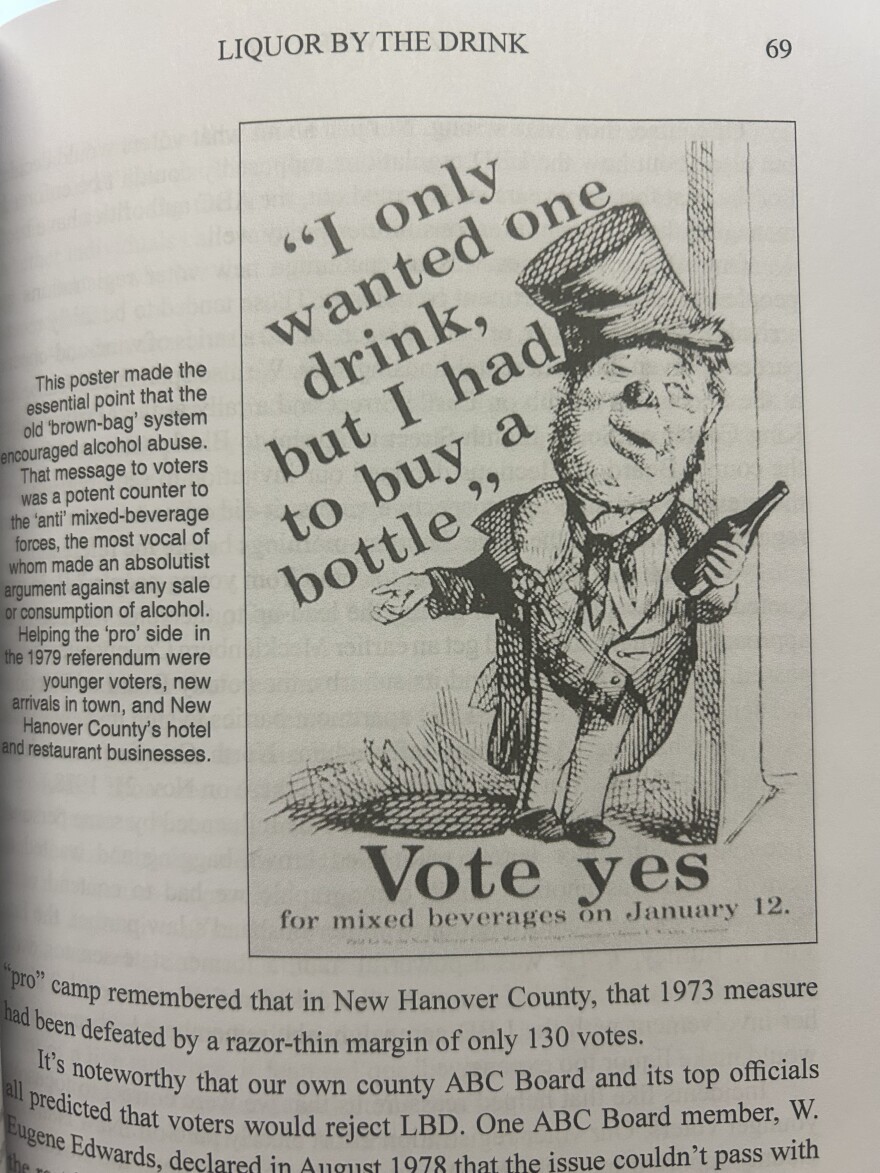 LIQUOR BY THE DRINK
69
“I only
wanted one
drink,
but I had
to buy a
bottle”
This poster made the
essential point that the
old ‘brown-bag’ system
encouraged alcohol abuse.
That message to voters
was a potent counter to
the ‘anti’ mixed-beverage
forces, the most vocal of
whom made an absolutist
argument against any sale
or consumption of alcohol.
Helping the ‘pro’ side in
the 1979 referendum were
younger voters, new
arrivals in town, and New
Hanover County’s hotel
and restaurant businesses.
Vote yes
for mixed beverages on January 12.
“pro” camp remembered that in New Hanover County, that 1973 measure
had been defeated by a razor-thin margin of only 130 votes.
It’s noteworthy that our own county ABC Board and its top officials
all predicted that voters would reject LBD. One ABC Board member, W.
Eugene Edwards, declared in August 1978 that the issue couldn’t pass with
the